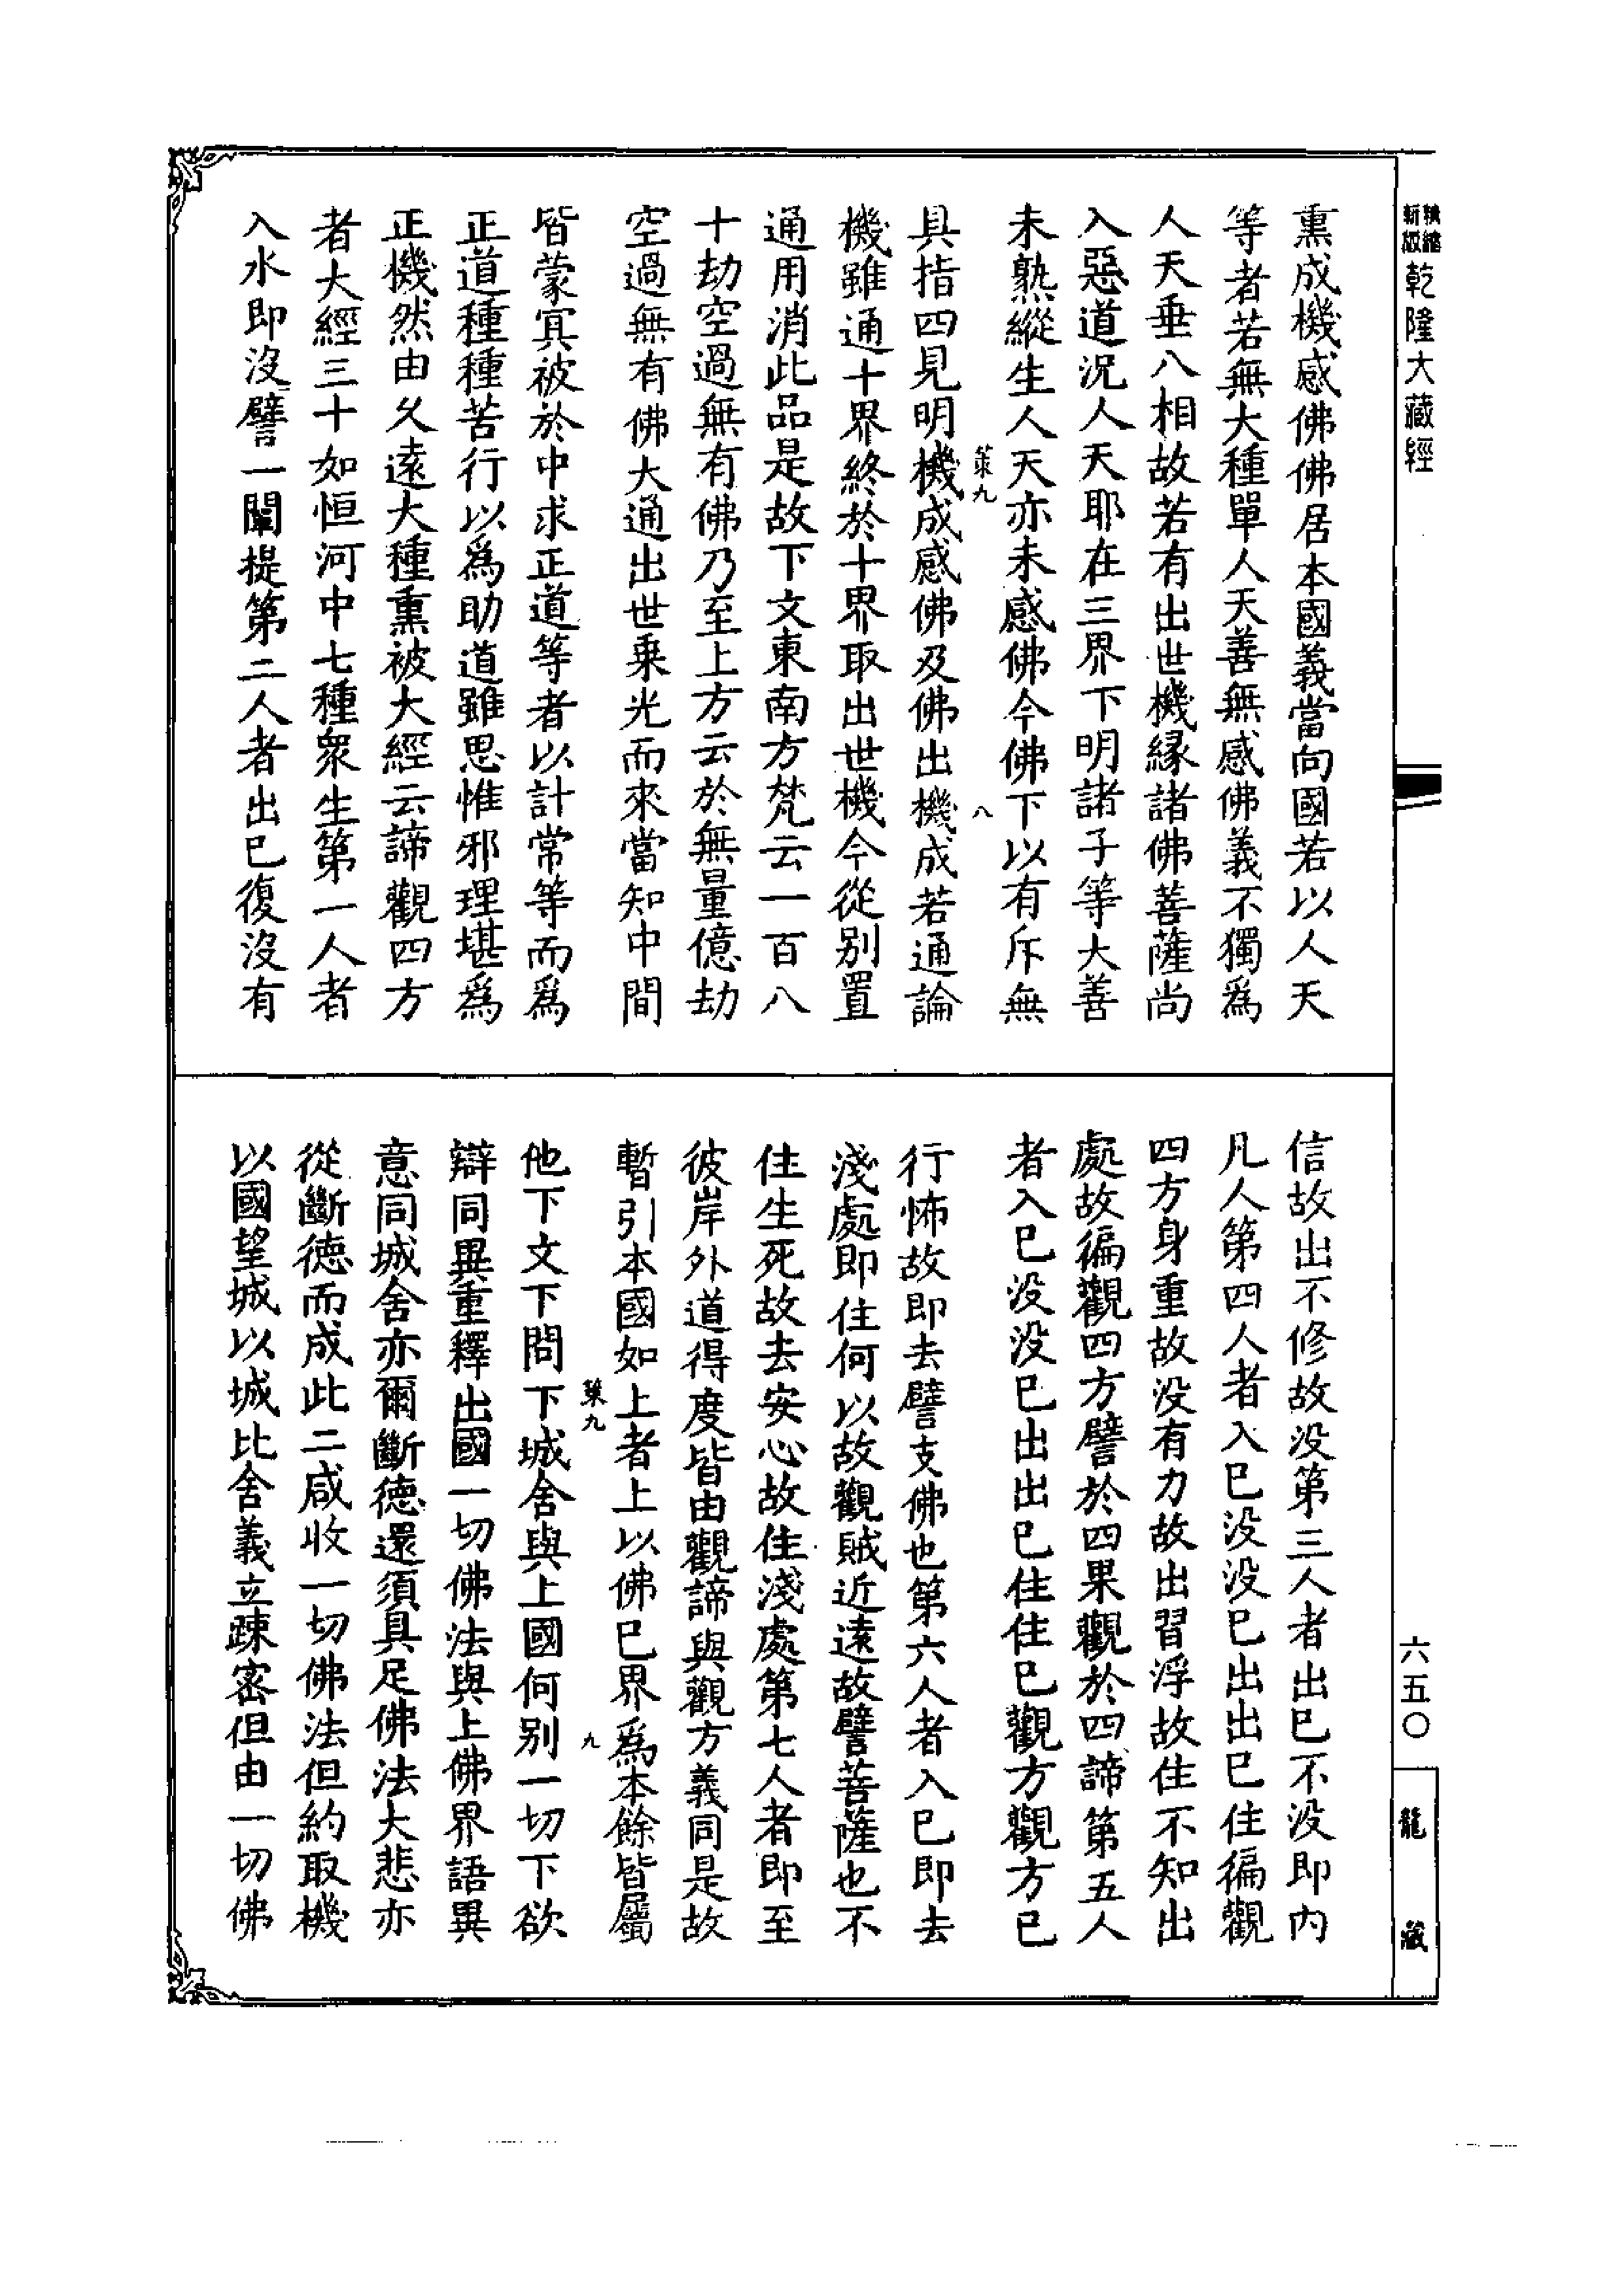 精縮新版乾隆大藏經
熏成機感佛佛居本國義當向國若以人天
等者若無大種單人天善無感佛義不獨爲
人天垂八相故若有出世機緣諸佛菩薩尚
入惡道況人天耶在三界下明諸子等大善
未熟縱生人天亦未感佛今佛下以有斥無
策九 八
具指四見明機成感佛及佛出機成若通論
機雖通十界終於十界取出世機今從別置
通用消此品是故下文東南方梵云一百八
十劫空過無有佛乃至上方云於無量億劫
空過無有佛大通出世乗光而來當知中間
皆蒙冥被於中求正道等者以計常等而爲
正道種種苦行以爲助道雖思惟邪理堪爲
正機然由久遠大種熏被大經云諦觀四方
者大經三十如恒河中七種衆生第一人者
入水即没譬一闡提第二人者出已復没有
信故出不修故没第三人者出已不没即内
凡人第四人者入已没没已出出已住徧觀
四方身重故没有力故出習浮故住不知出
處故徧觀四方譬於四果觀於四諦第五人
者入已没没已出出已住住已觀方觀方已
行怖故即去譬支佛也第六人者入已即去
淺處即住何以故觀賊近遠故譬菩薩也不
住生死故去安心故住淺處第七人者即至
彼岸外道得度皆由觀諦與觀方義同是故
暫引本國如上者上以佛已界爲本餘皆屬
策九 九
他下文下問下城舍與上國何別一切下欲
辯同異重釋出國一切佛法與上佛界語異
意同城舍亦爾斷德還須具足佛法大悲亦
從斷德而成此二咸收一切佛法但約取機
以國望城以城比舍義立疎密但由一切佛
六五〇
龍藏